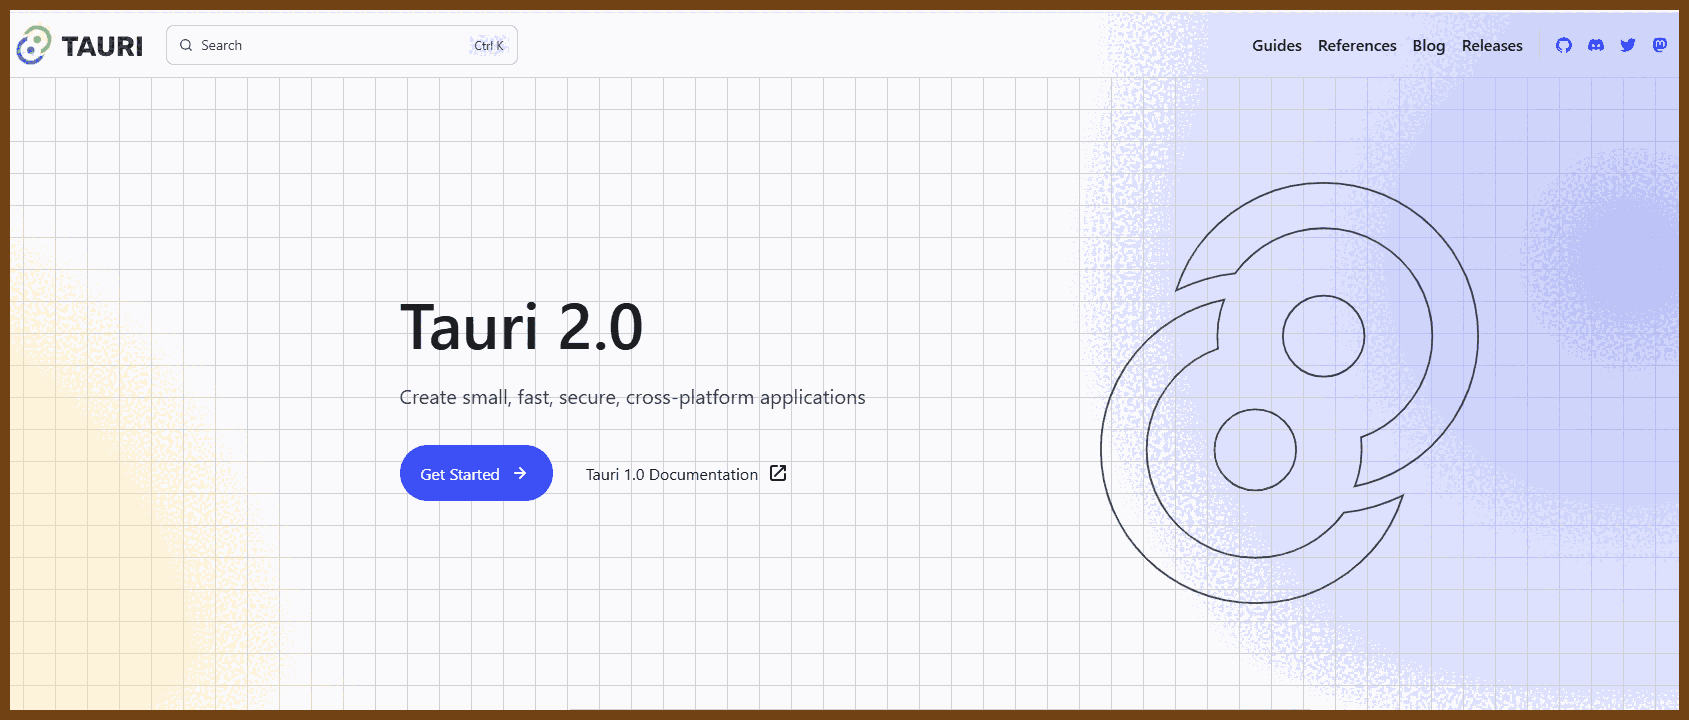 TAURI
Search
Ctrl K
Guides
References
Blog
Releases
Tauri 2.0
Create small, fast, secure, cross-platform applications
Get Started
Tauri 1.0 Documentation